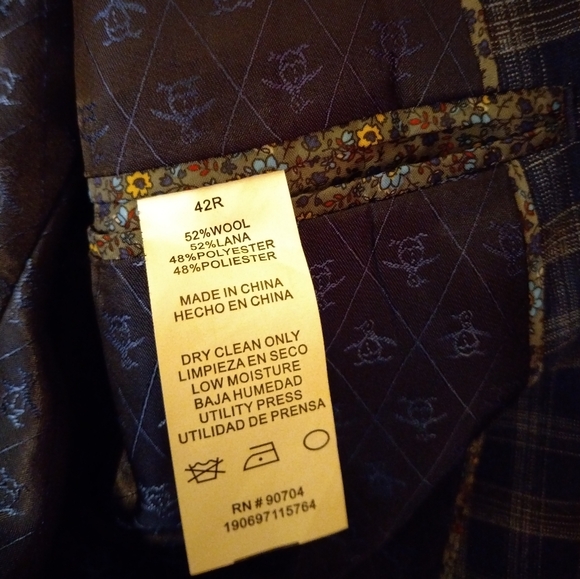 42R
52%WOOL
52%LANA
48%POLYESTER
48%POLIESTER
MADE IN CHINA
HECHO EN CHINA
DRY CLEAN ONLY
LIMPIEZA EN SECO
LOW MOISTURE
BAJA HUMEDAD
UTILITY PRESS
UTILIDAD DE PRENSA
RN # 90704
190697115764